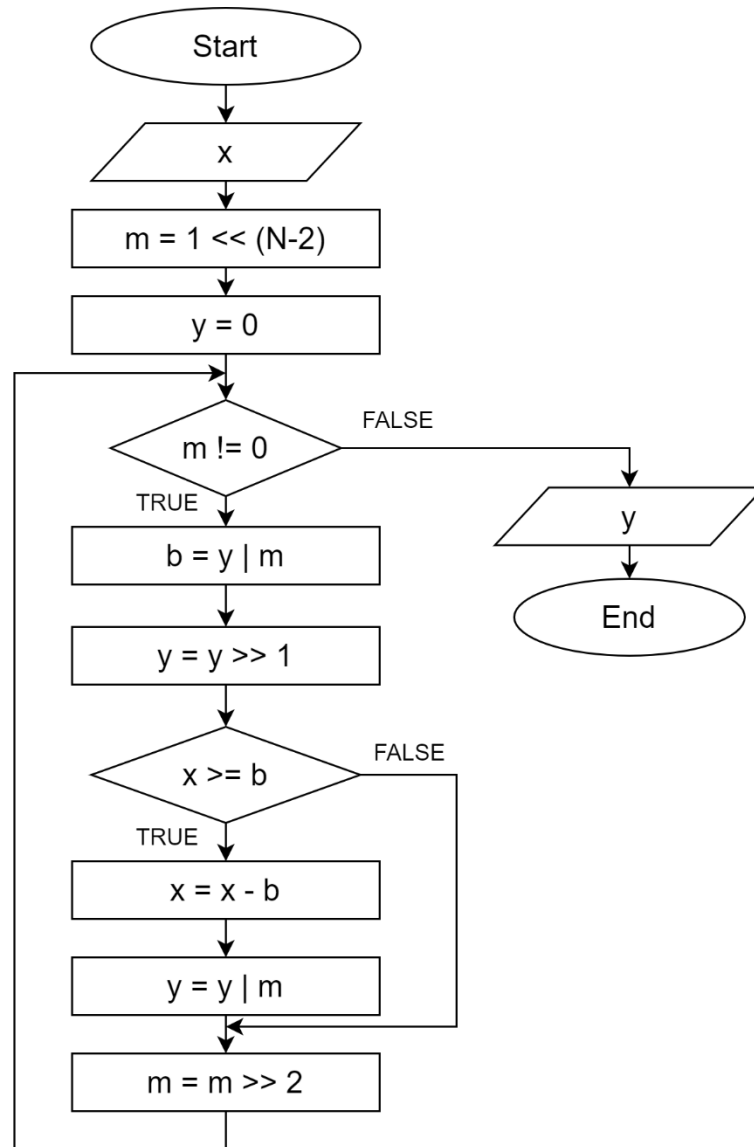 Start
x
m = 1 << (N-2)
y = 0
m != 0
FALSE
TRUE
b = y | m
y
y = y >> 1
End
x >= b
FALSE
TRUE
x = x - b
y = y | m
m = m >> 2